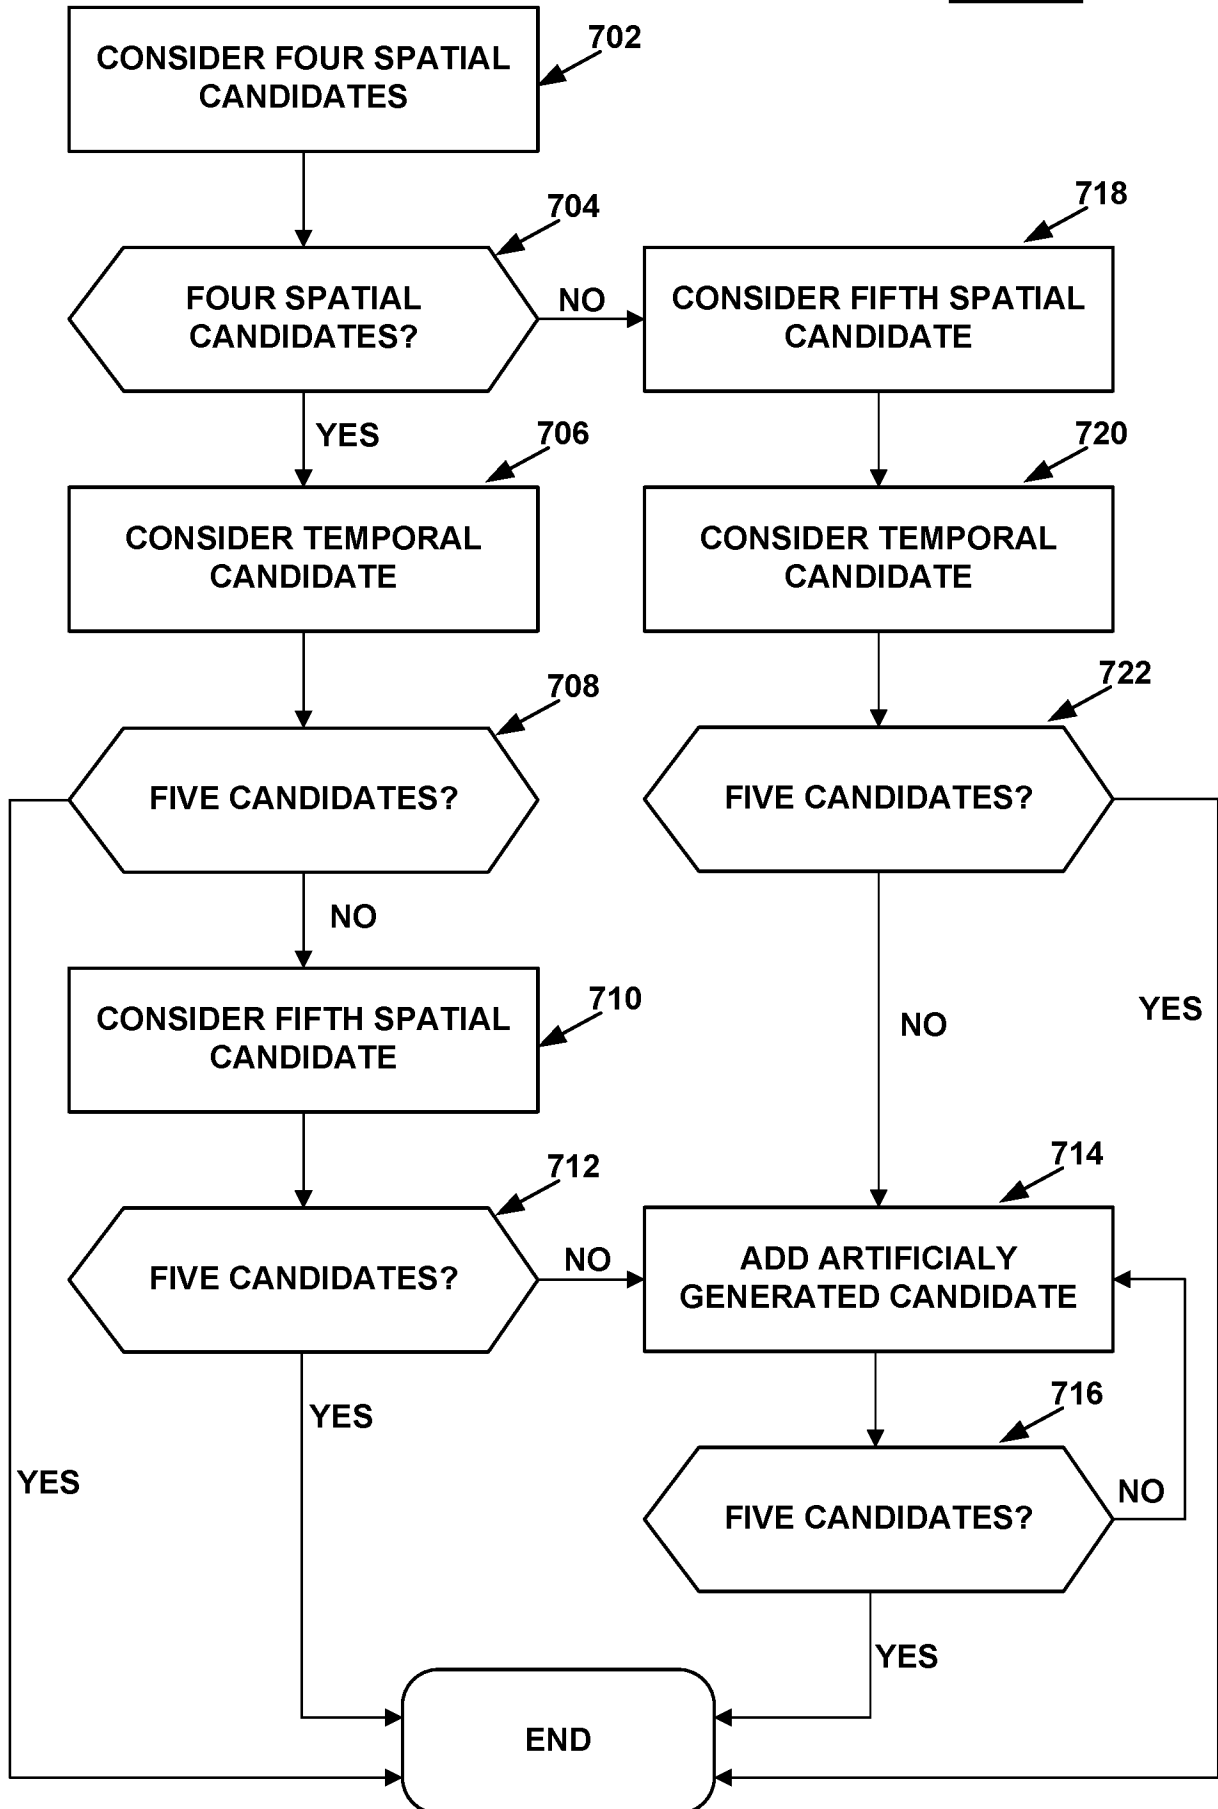 CONSIDER FOUR SPATIAL
CANDIDATES
702
704
FOUR SPATIAL
CANDIDATES?
NO
718
CONSIDER FIFTH SPATIAL
CANDIDATE
YES
706
CONSIDER TEMPORAL
CANDIDATE
720
CONSIDER TEMPORAL
CANDIDATE
708
FIVE CANDIDATES?
722
FIVE CANDIDATES?
NO
CONSIDER FIFTH SPATIAL
CANDIDATE
710
NO
YES
712
FIVE CANDIDATES?
NO
714
ADD ARTIFICIALY
GENERATED CANDIDATE
YES
YES
716
FIVE CANDIDATES?
NO
YES
END